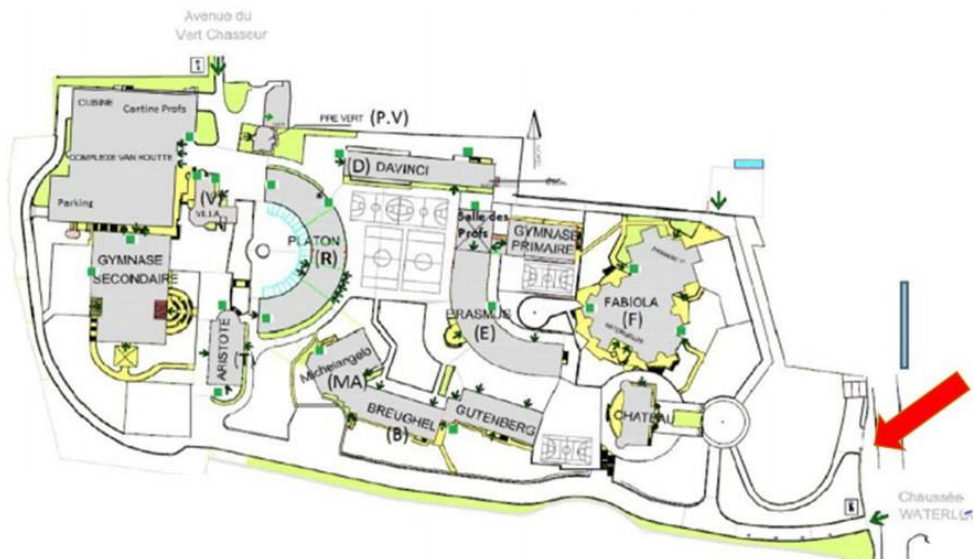 Avenue du
Vert Chasseur
CUISINE
Cantine Profs
PRE VERT (P.V)
COMPLEXE VAN HOUTTE
(D) DAVINCI
(V)
VILLA
Parking
Salle des
Profs
GYMNASE
PRIMAIRE
PLATON
(R)
GYMNASE
SECONDAIRE
FABIOLA
(F)
ERASMUS
(E)
ARISTOTE
(T)
Michelangelo
(MA)
BREUGHEL
(B)
GUTENBERG
CHATEAU
Chaussée